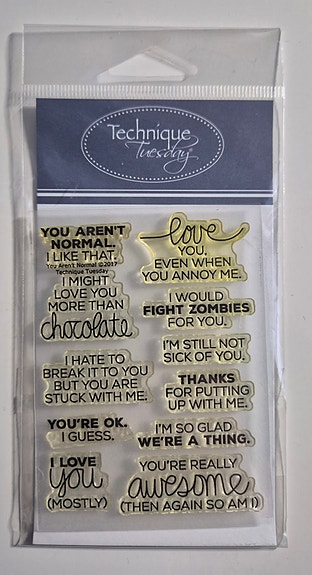 Technique
Tuesday
YOU AREN'T
NORMAL.
I LIKE THAT.
You Aren't Normal ©2017
Technique Tuesday
I MIGHT
LOVE YOU
MORE THAN
chocolate
I HATE TO
BREAK IT TO YOU
BUT YOU ARE
STUCK WITH ME.
YOU'RE OK.
I GUESS.
I LOVE
you
(MOSTLY)
love
YOU,
EVEN WHEN
YOU ANNOY ME.
I WOULD
FIGHT ZOMBIES
FOR YOU.
I'M STILL NOT
SICK OF YOU.
THANKS
FOR PUTTING
UP WITH ME.
I'M SO GLAD
WE'RE A THING.
YOU'RE REALLY
awesome
(THEN AGAIN SO AM I)